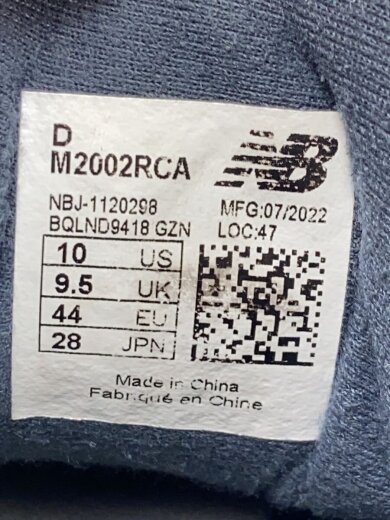 D
M2002RCA
NB
NBJ-1120298
MFG:07/2022
BQLND9418 GZN
LOC:47
10 US
9.5 UK
44 EU
28 JPN
Made in China
Fabriqué en Chine